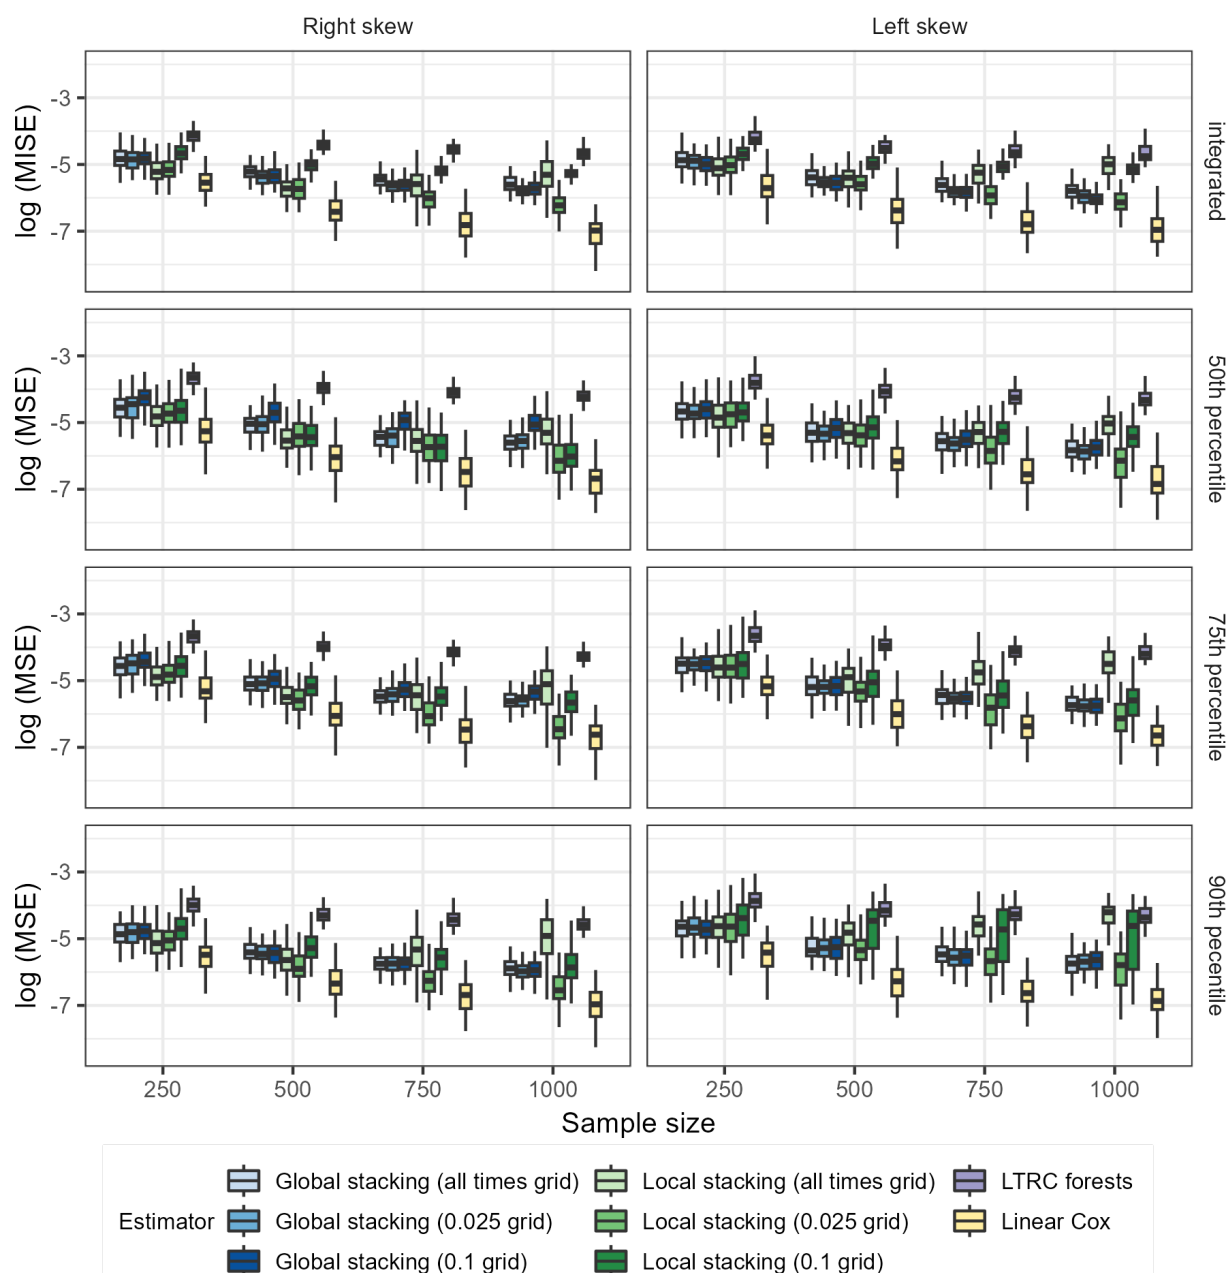 Right skew Left skew
-3
-5
-7
log (MISE)
integrated
-3
-5
-7
log (MSE)
50th percentile
-3
-5
-7
log (MSE)
75th percentile
-3
-5
-7
log (MSE)
90th percentile
250 500 750 1000 250 500 750 1000
Sample size
Estimator
Global stacking (all times grid) Local stacking (all times grid) LTRC forests
Global stacking (0.025 grid) Local stacking (0.025 grid) Linear Cox
Global stacking (0.1 grid) Local stacking (0.1 grid)